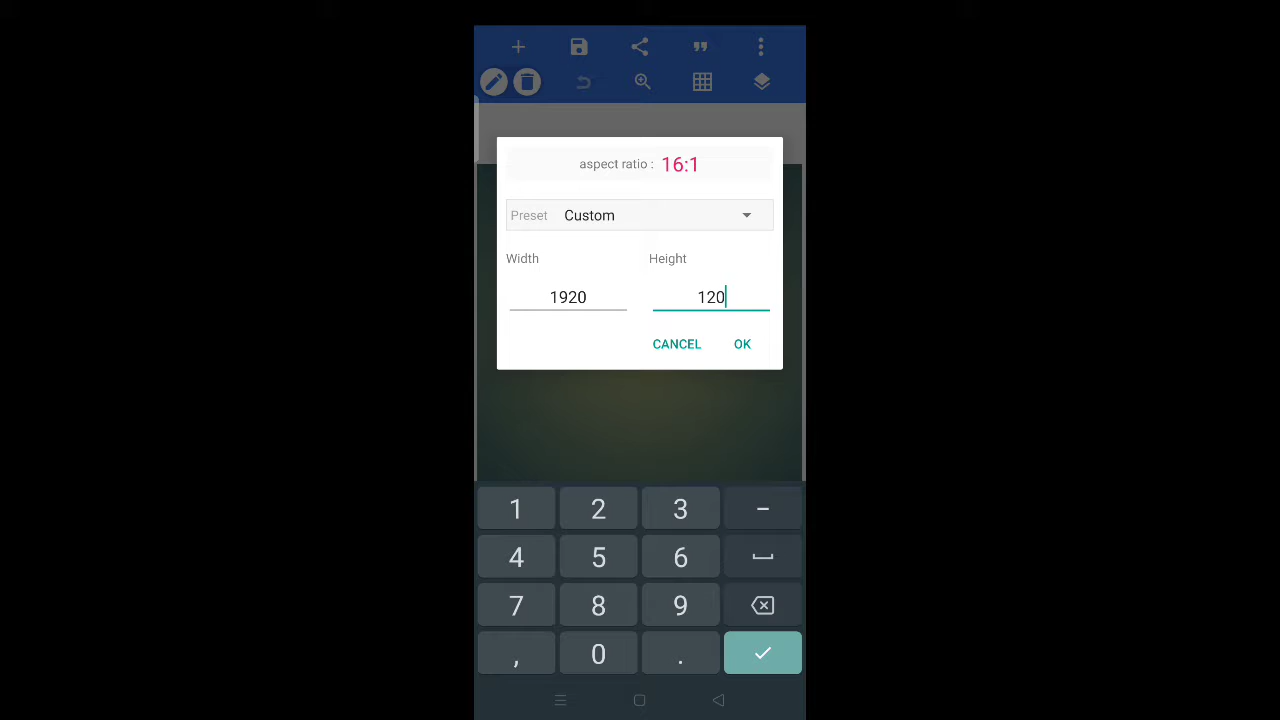 aspect ratio : 16:1
Preset Custom
Width Height
1920 120
CANCEL OK
1 2 3 −
4 5 6
7 8 9
, 0 .